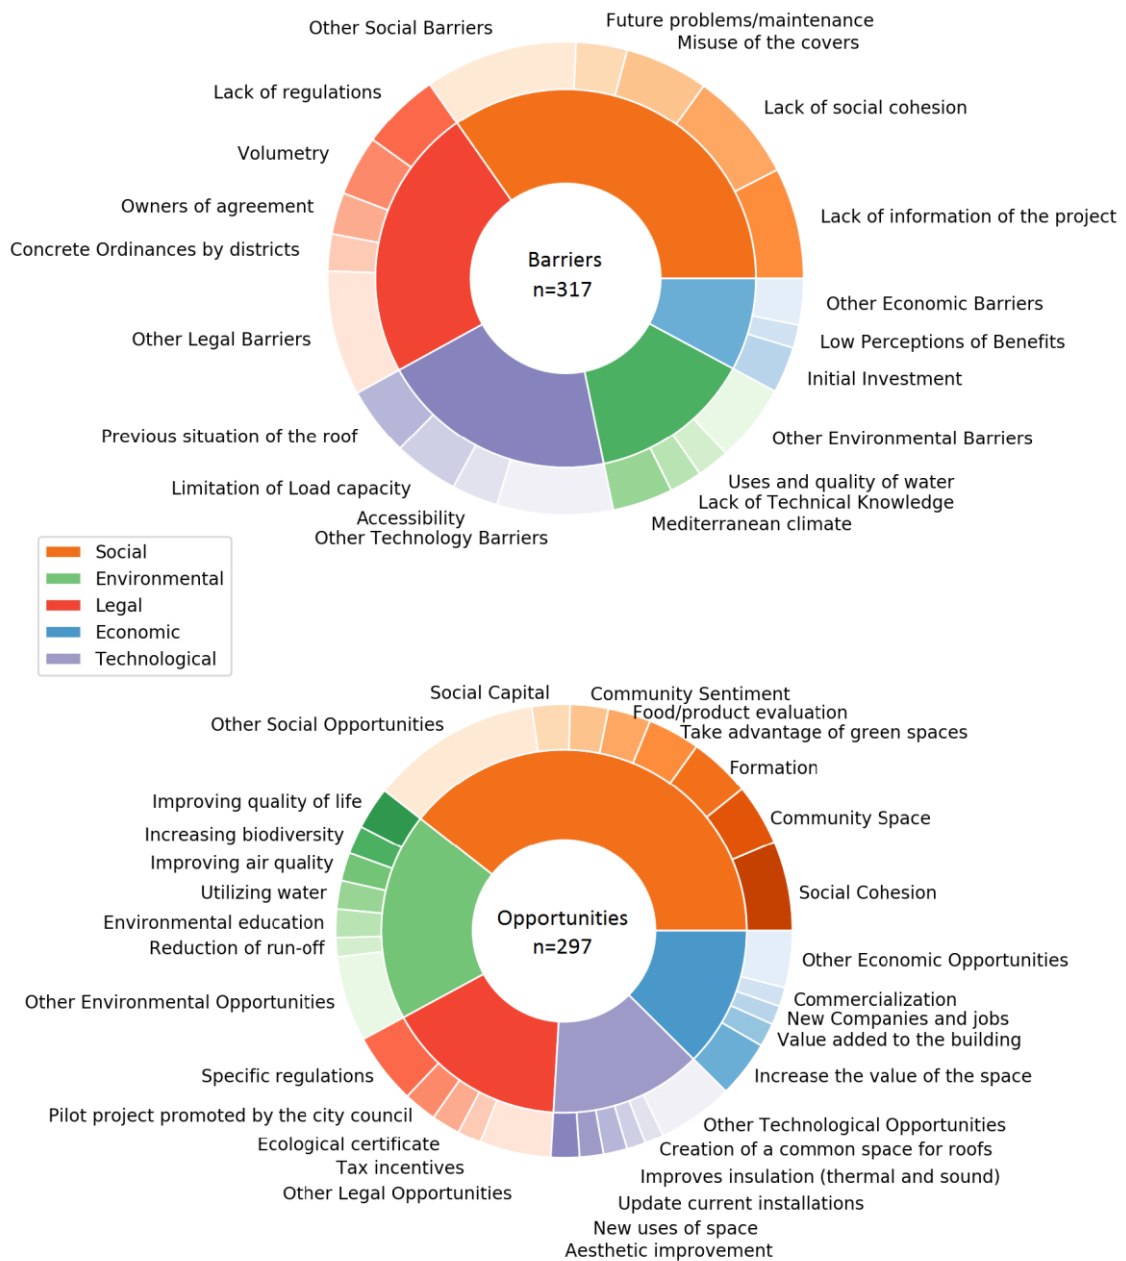 Other Social Barriers
Future problems/maintenance
Misuse of the covers
Lack of regulations
Lack of social cohesion
Volumetry
Owners of agreement
Lack of information of the project
Concrete Ordinances by districts
Barriers
n=317
Other Economic Barriers
Other Legal Barriers
Low Perceptions of Benefits
Initial Investment
Previous situation of the roof
Other Environmental Barriers
Limitation of Load capacity
Uses and quality of water
Lack of Technical Knowledge
Accessibility
Mediterranean climate
Other Technology Barriers
Social
Environmental
Legal
Economic
Technological
Social Capital
Community Sentiment
Food/product evaluation
Other Social Opportunities
Take advantage of green spaces
Formation
Improving quality of life
Community Space
Increasing biodiversity
Improving air quality
Utilizing water
Social Cohesion
Environmental education
Opportunities
n=297
Reduction of run-off
Other Economic Opportunities
Other Environmental Opportunities
Commercialization
New Companies and jobs
Value added to the building
Specific regulations
Increase the value of the space
Pilot project promoted by the city council
Other Technological Opportunities
Ecological certificate
Creation of a common space for roofs
Tax incentives
Improves insulation (thermal and sound)
Other Legal Opportunities
Update current installations
New uses of space
Aesthetic improvement